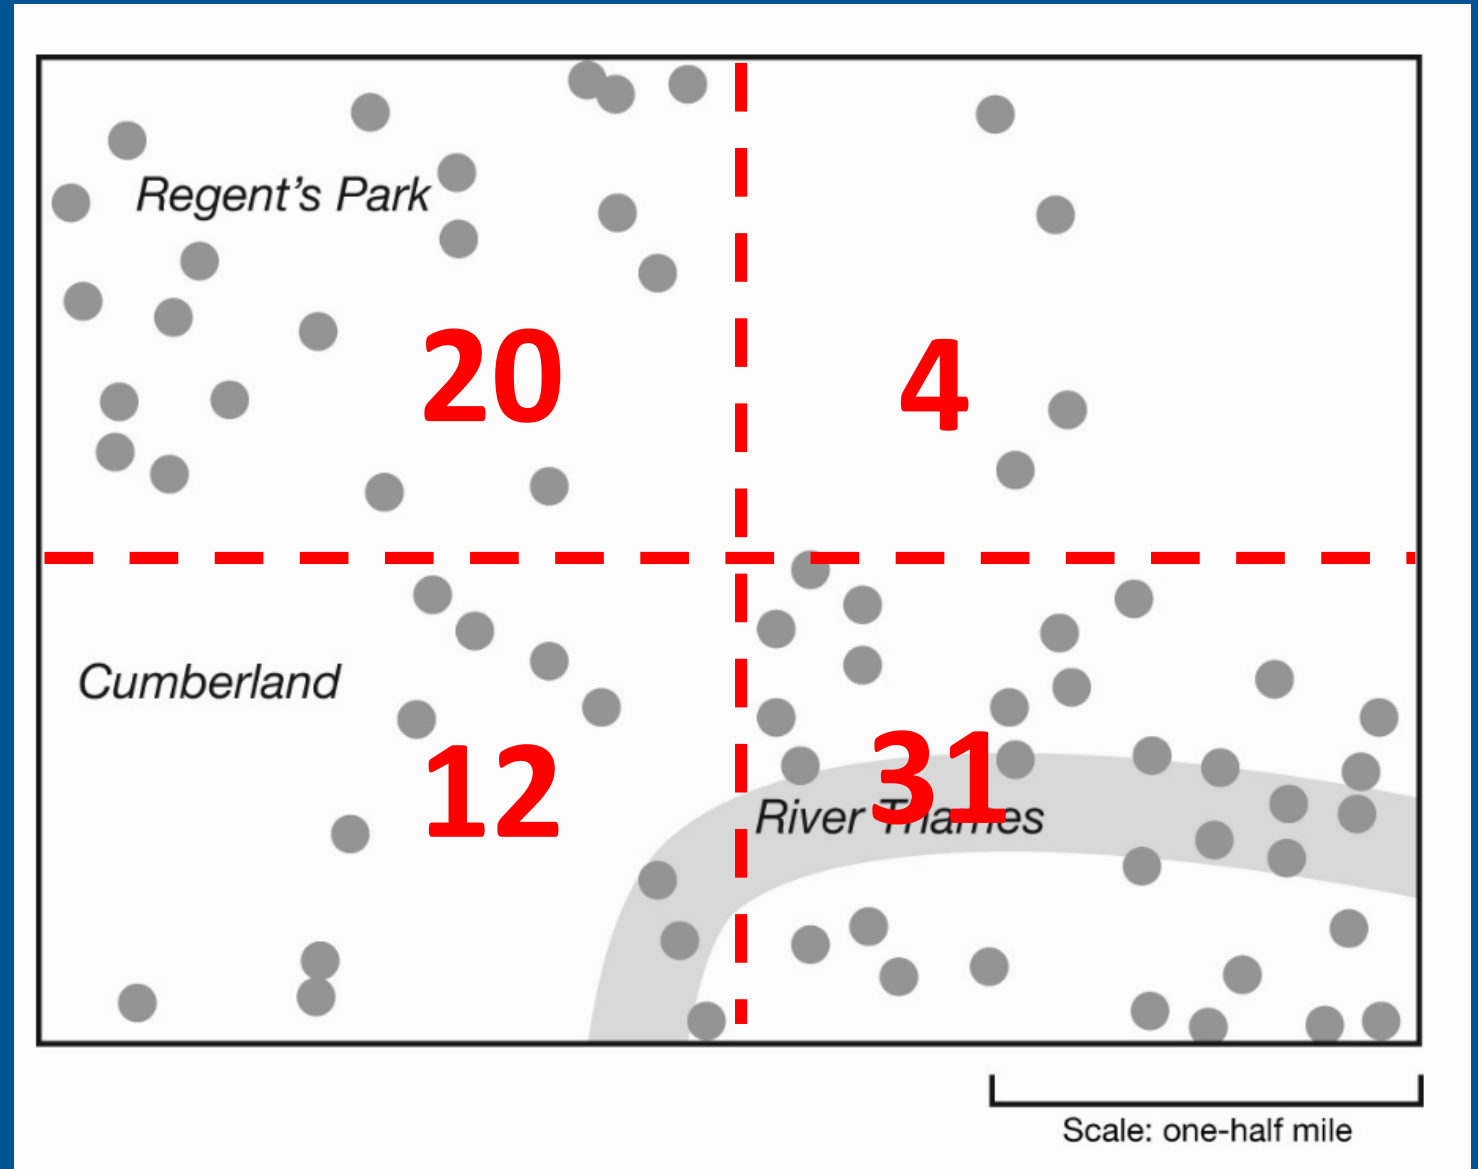 Regent's Park
20
4
Cumberland
12
31
River Thames
Scale: one-half mile